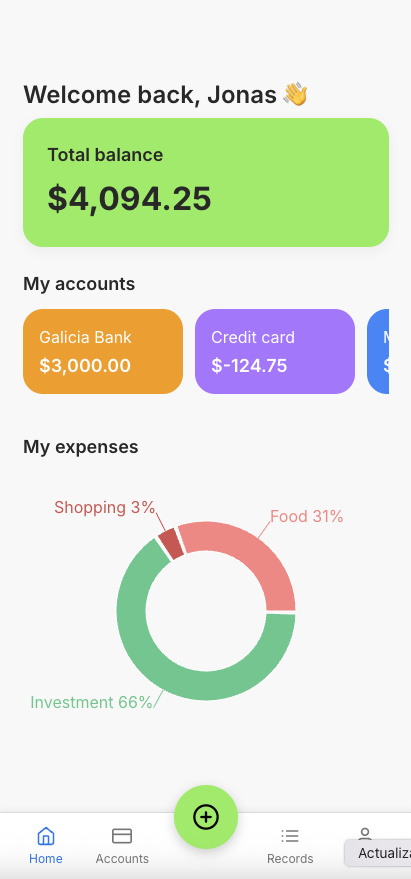 Welcome back, Jonas 👋
Total balance
$4,094.25
My accounts
Galicia Bank
$3,000.00
Credit card
$-124.75
My expenses
Shopping 3%
Food 31%
Investment 66%
Home
Accounts
Records